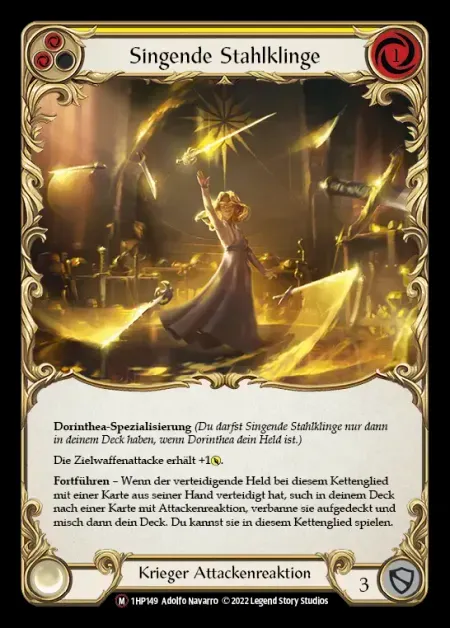 Singende Stahlklinge
1
Dorinthea-Spezialisierung (Du darfst Singende Stahlklinge nur dann
in deinem Deck haben, wenn Dorinthea dein Held ist.)
Die Zielwaffenattacke erhält +1.
Fortführen – Wenn der verteidigende Held bei diesem Kettenglied
mit einer Karte aus seiner Hand verteidigt hat, such in deinem Deck
nach einer Karte mit Attackenreaktion, verbanne sie aufgedeckt und
misch dann dein Deck. Du kannst sie in diesem Kettenglied spielen.
Krieger Attackenreaktion
3
M 1HP149 Adolfo Navarro ©2022 Legend Story Studios